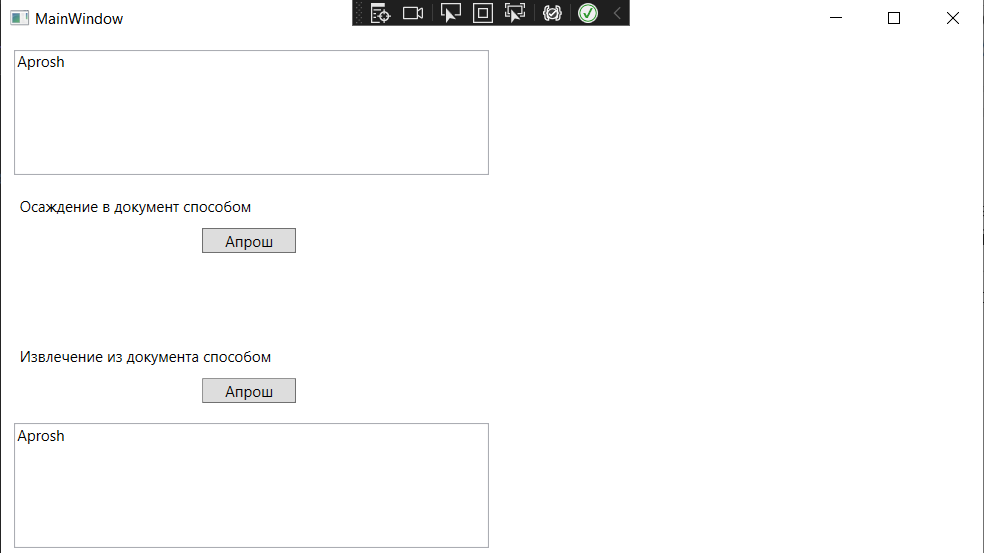 MainWindow
Aprosh
Осаждение в документ способом
Апрош
Извлечение из документа способом
Апрош
Aprosh